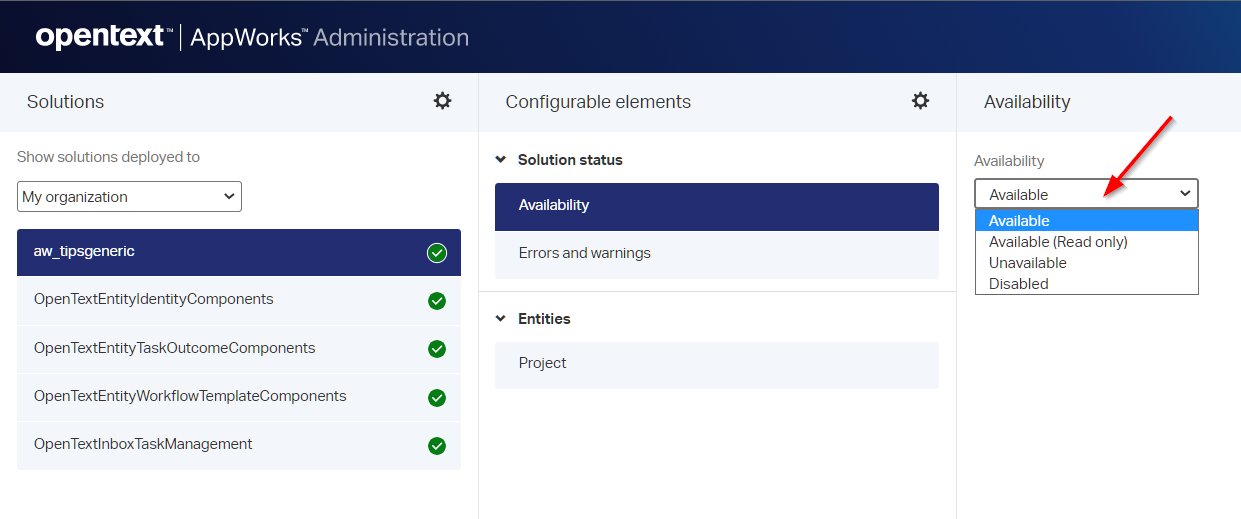 opentext™ | AppWorks™ Administration
Solutions
Show solutions deployed to
My organization
aw_tipsgeneric
OpenTextEntityIdentityComponents
OpenTextEntityTaskOutcomeComponents
OpenTextEntityWorkflowTemplateComponents
OpenTextInboxTaskManagement
Configurable elements
Solution status
Availability
Errors and warnings
Entities
Project
Availability
Availability
Available
Available
Available (Read only)
Unavailable
Disabled